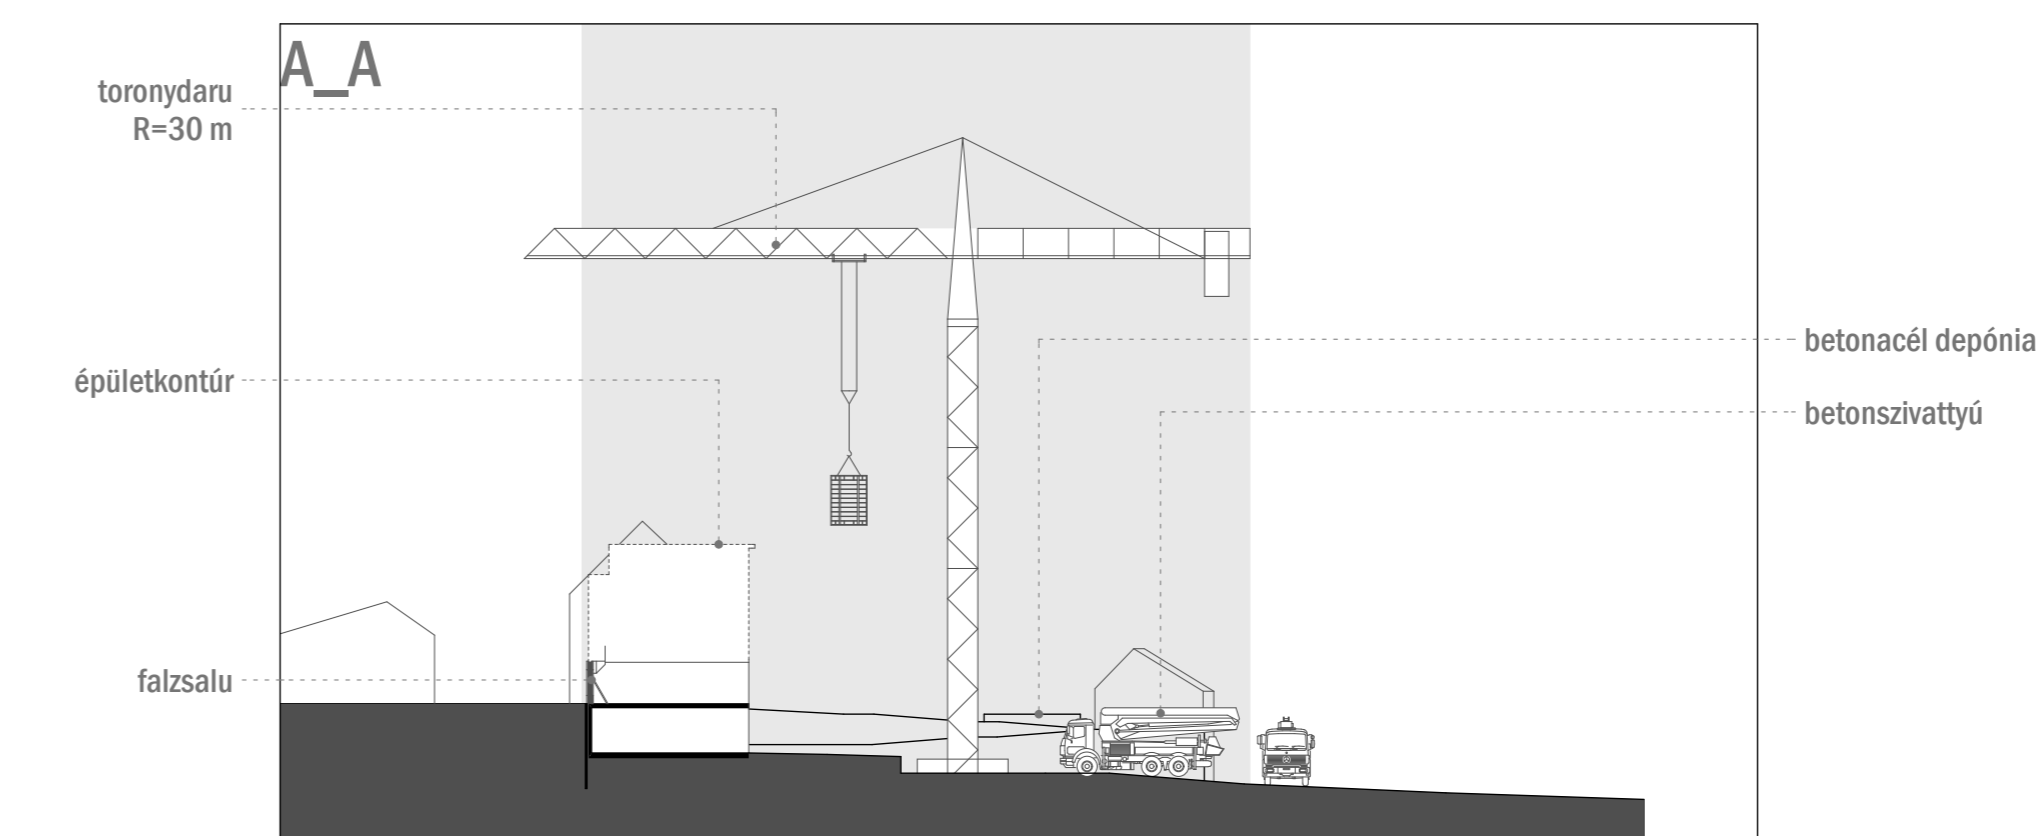 A_A
toronydaru
R=30 m
betonacél depónia
épületkontúr
betonszivattyú
falzsalu